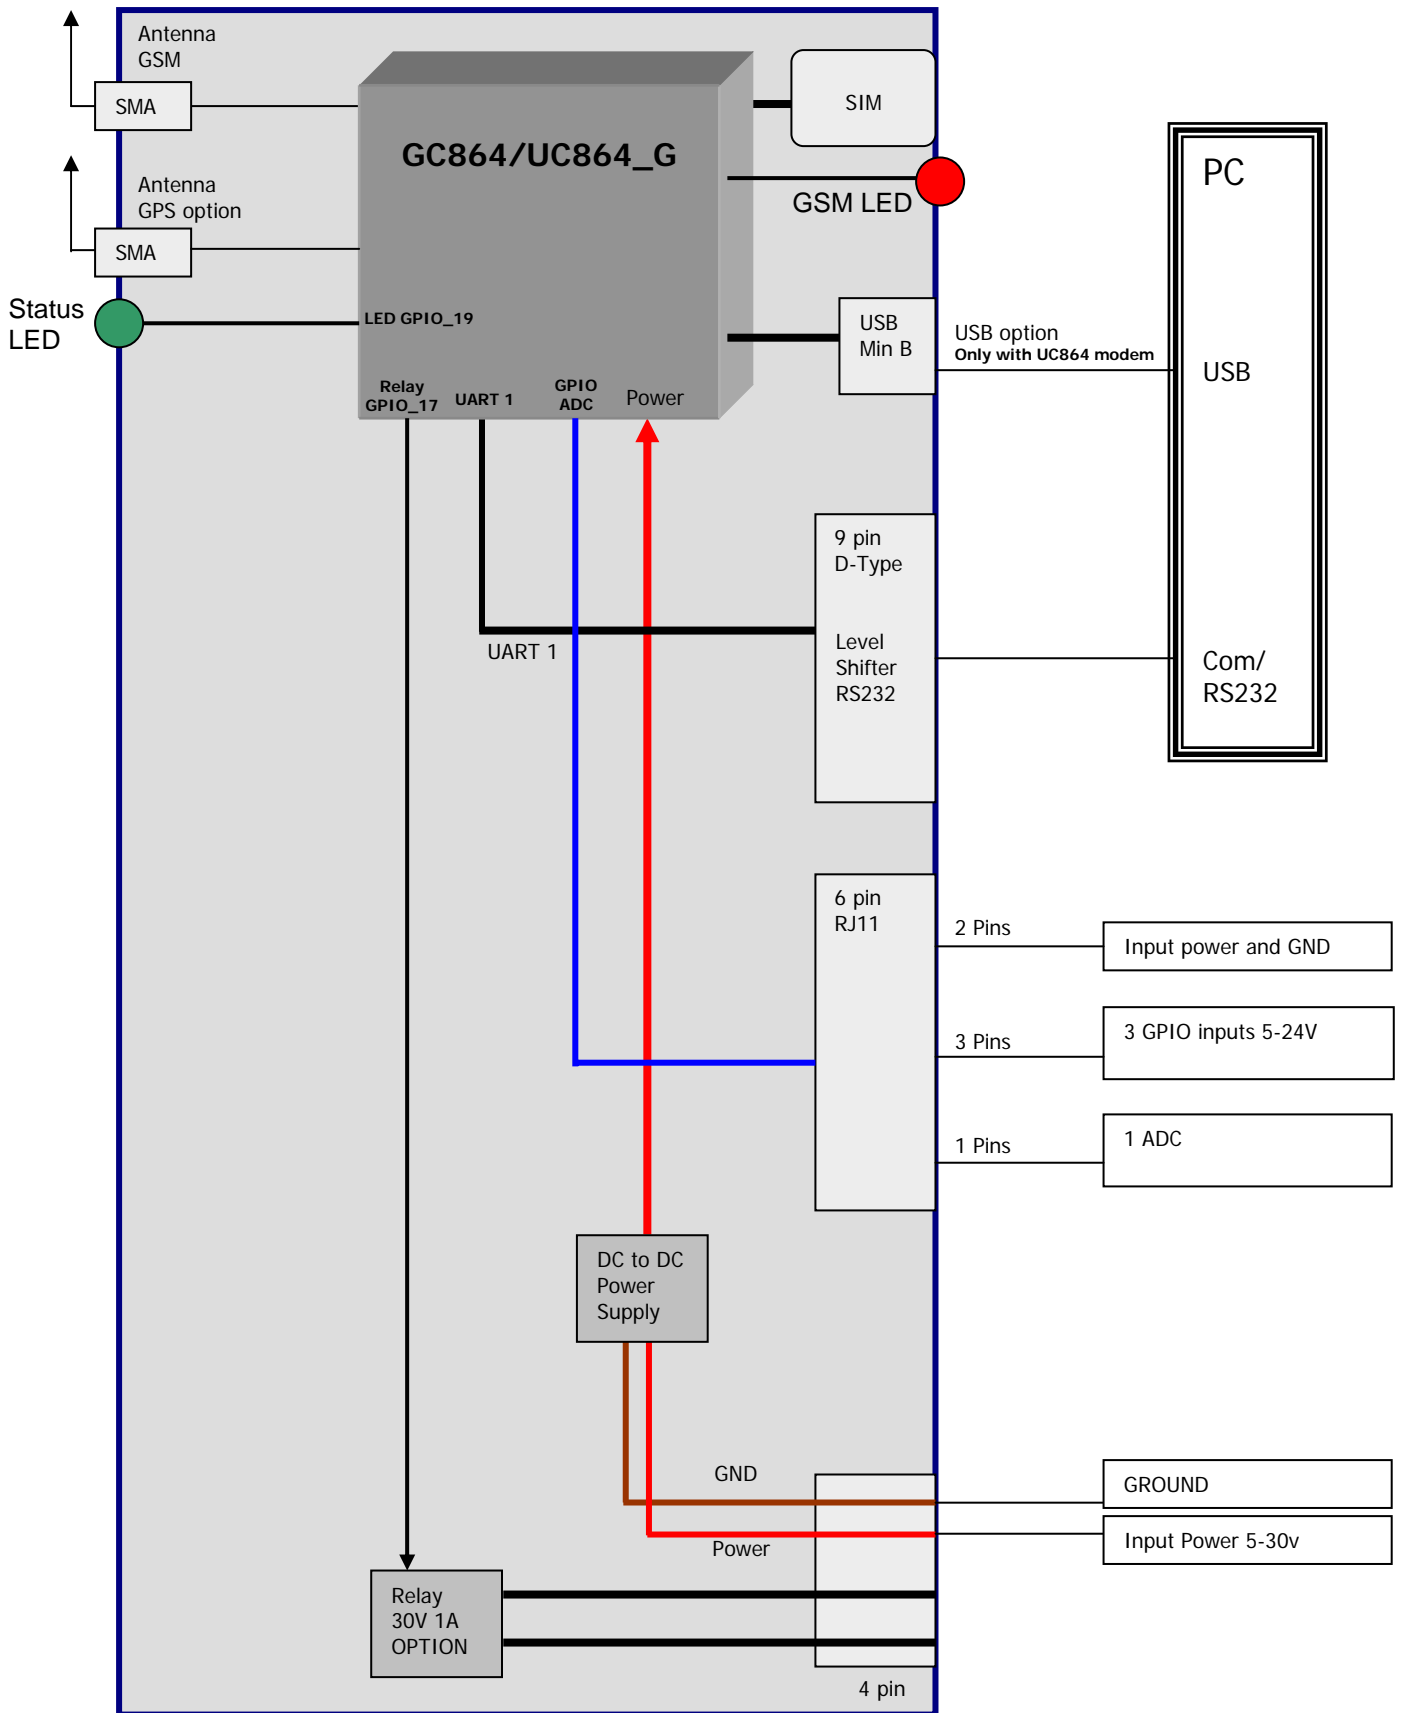 Antenna
GSM
SMA
GC864/UC864_G
SIM
GSM LED
PC
Antenna
GPS option
SMA
Status
LED
LED GPIO_19
USB
Min B
USB option
Only with UC864 modem
USB
Relay
GPIO_17
UART 1
GPIO
ADC
Power
9 pin
D-Type
Level
Shifter
RS232
UART 1
Com/
RS232
6 pin
RJ11
2 Pins
Input power and GND
3 Pins
3 GPIO inputs 5-24V
1 Pins
1 ADC
DC to DC
Power
Supply
GND
GROUND
Power
Input Power 5-30v
Relay
30V 1A
OPTION
4 pin